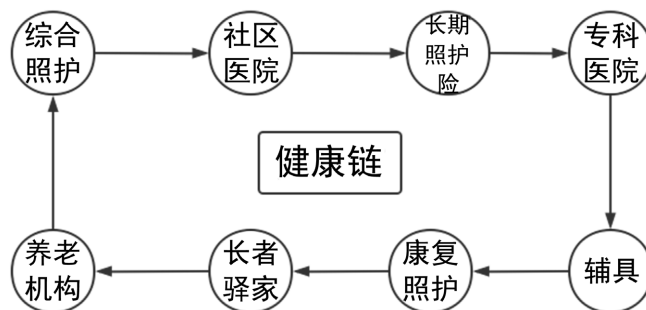 综合
照护
社区
医院
长期
照护
险
专科
医院
健康链
养老
机构
长者
驿家
康复
照护
辅具